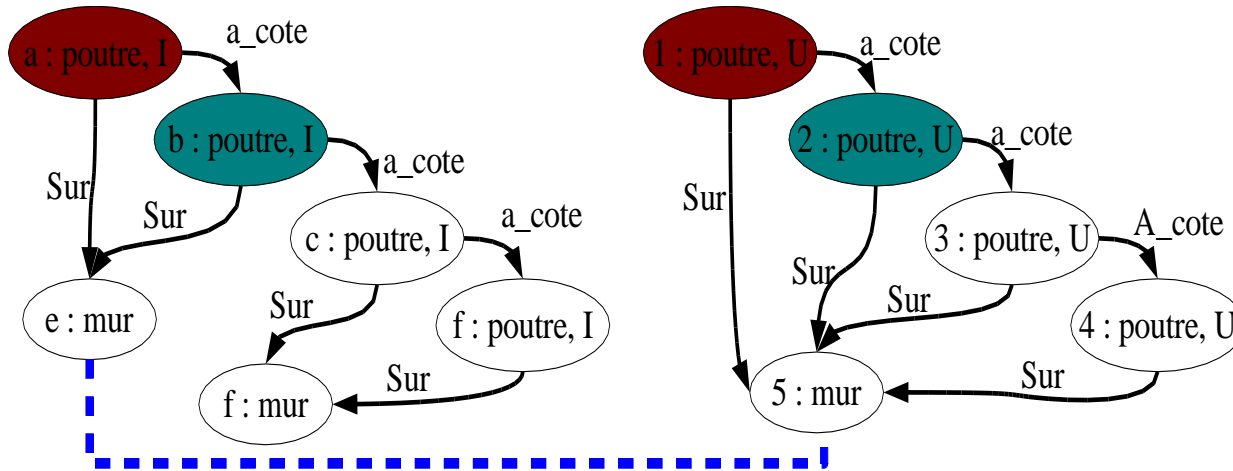 a : poutre, I
a_cote
b : poutre, I
a_cote
Sur
Sur
c : poutre, I
a_cote
e : mur
Sur
f : poutre, I
f : mur
Sur
1 : poutre, U
a_cote
2 : poutre, U
a_cote
Sur
3 : poutre, U
A_cote
Sur
Sur
4 : poutre, U
5 : mur
Sur